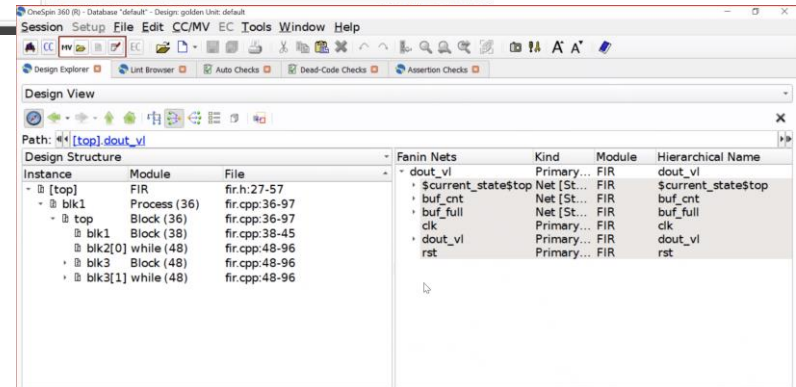 OneSpin 360 (R) - Database "default" - Design: golden Unit: default
Session Setup File Edit CC/MV EC Tools Window Help
CC MV EC
Design Explorer Lint Browser Auto Checks Dead-Code Checks Assertion Checks
Design View
Path: [top].dout_vl
Design Structure
Instance Module File
[top] FIR fir.h:27-57
blk1 Process (36) fir.cpp:36-97
top Block (36) fir.cpp:36-97
blk1 Block (38) fir.cpp:38-45
blk2[0] while (48) fir.cpp:48-96
blk3 Block (48) fir.cpp:48-96
blk3[1] while (48) fir.cpp:48-96
Fanin Nets Kind Module Hierarchical Name
dout_vl Primary... FIR dout_vl
$current_state$top Net [St... FIR $current_state$top
buf_cnt Net [St... FIR buf_cnt
buf_full Net [St... FIR buf_full
clk Primary... FIR clk
dout_vl Primary... FIR dout_vl
rst Primary... FIR rst